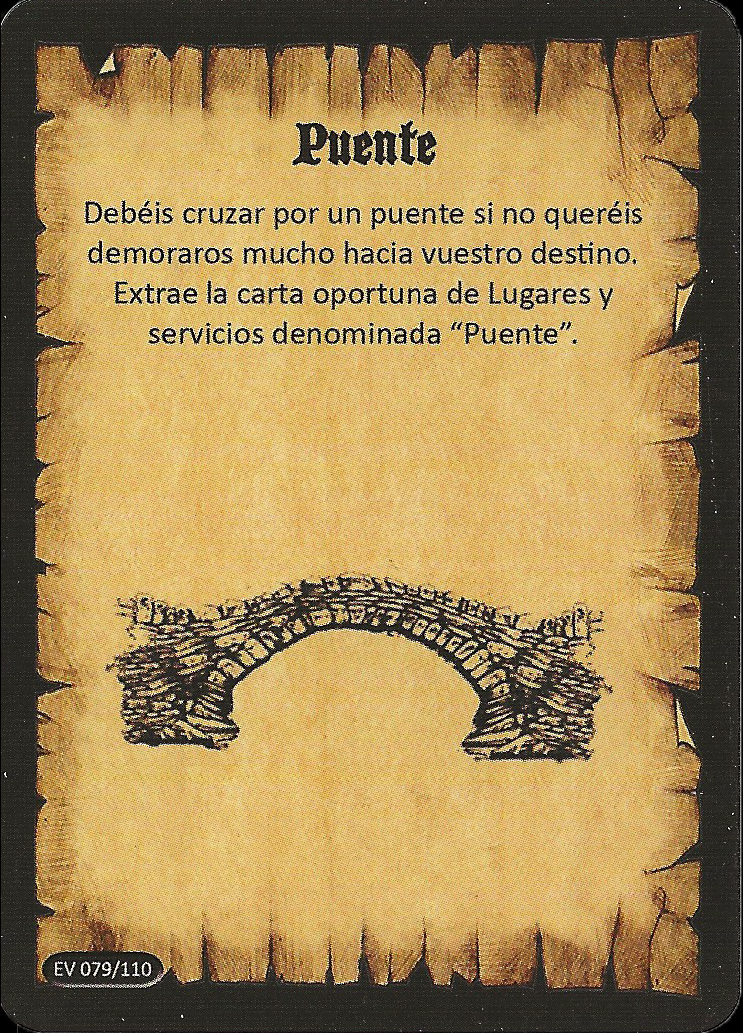 Puente
Debéis cruzar por un puente si no queréis
demoraros mucho hacia vuestro destino.
Extrae la carta oportuna de Lugares y
servicios denominada “Puente”.
EV 079/110